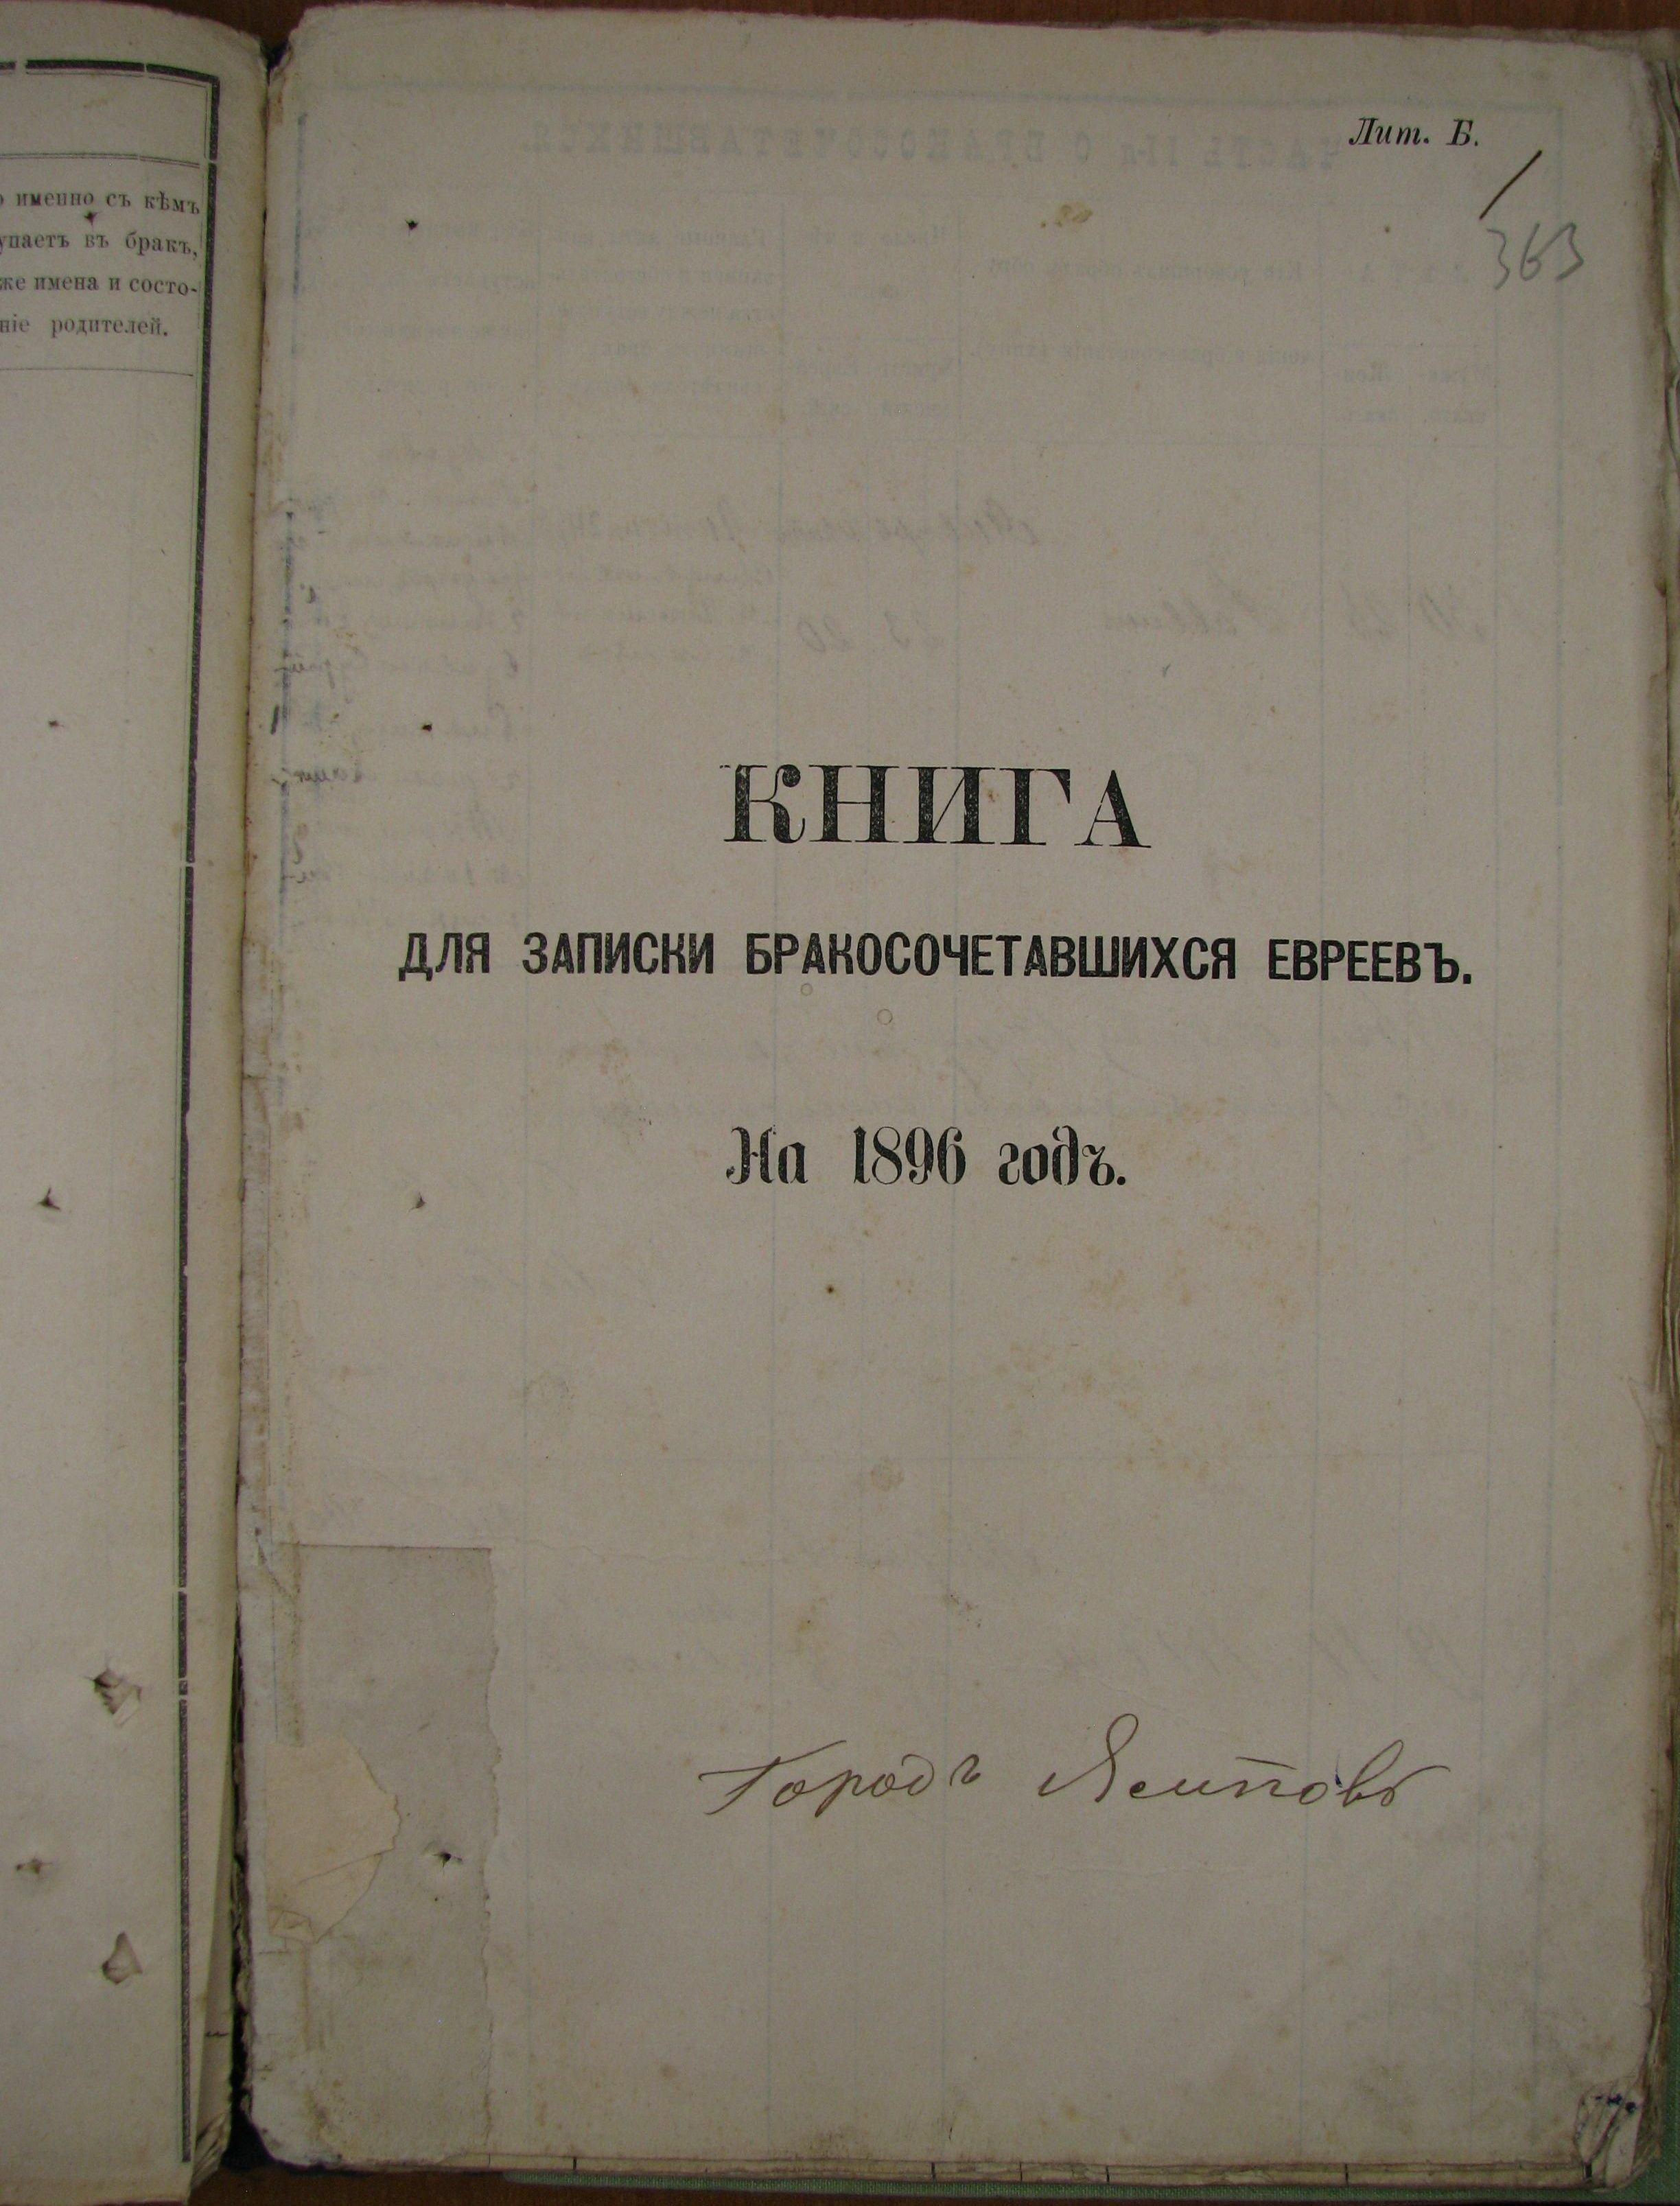 именно съ кѣмъ
упаетъ въ бракъ,
же имена и состо-
ніе родителей.
Лит. Б.
363
КНИГА
ДЛЯ ЗАПИСКИ БРАКОСОЧЕТАВШИХСЯ ЕВРЕЕВЪ.
На 1896 годъ.
Городъ